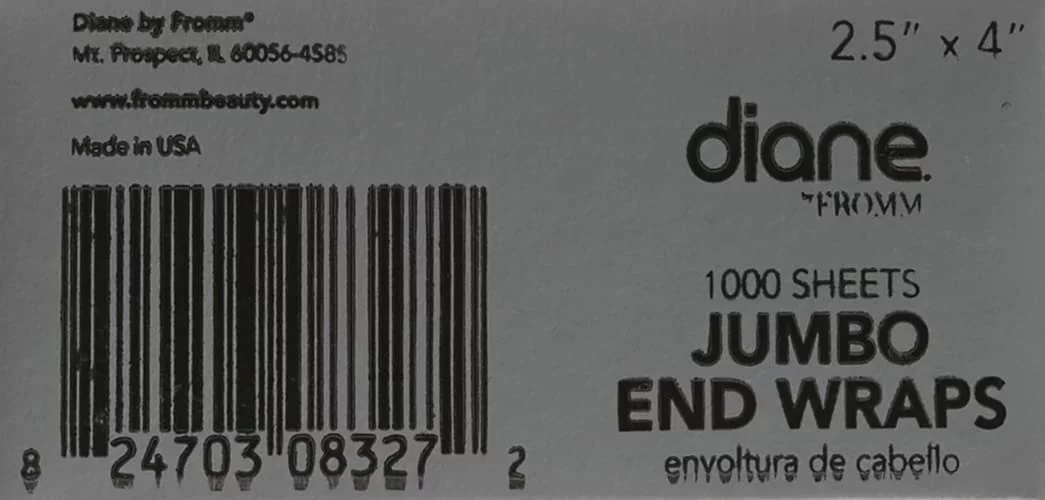 Diane by Fromm®
Mt. Prospect, IL 60056-4585
www.frommbeauty.com
Made in USA
8 24703 08327 2
2.5" x 4"
diane.
BY FROMM
1000 SHEETS
JUMBO
END WRAPS
envoltura de cabello